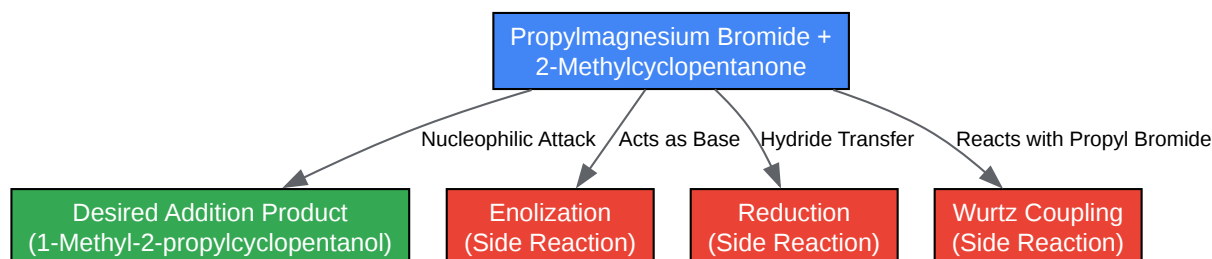 Propylmagnesium Bromide +
2-Methylcyclopentanone
Nucleophilic Attack
Acts as Base
Hydride Transfer
Reacts with Propyl Bromide
Desired Addition Product
(1-Methyl-2-propylcyclopentanol)
Enolization
(Side Reaction)
Reduction
(Side Reaction)
Wurtz Coupling
(Side Reaction)